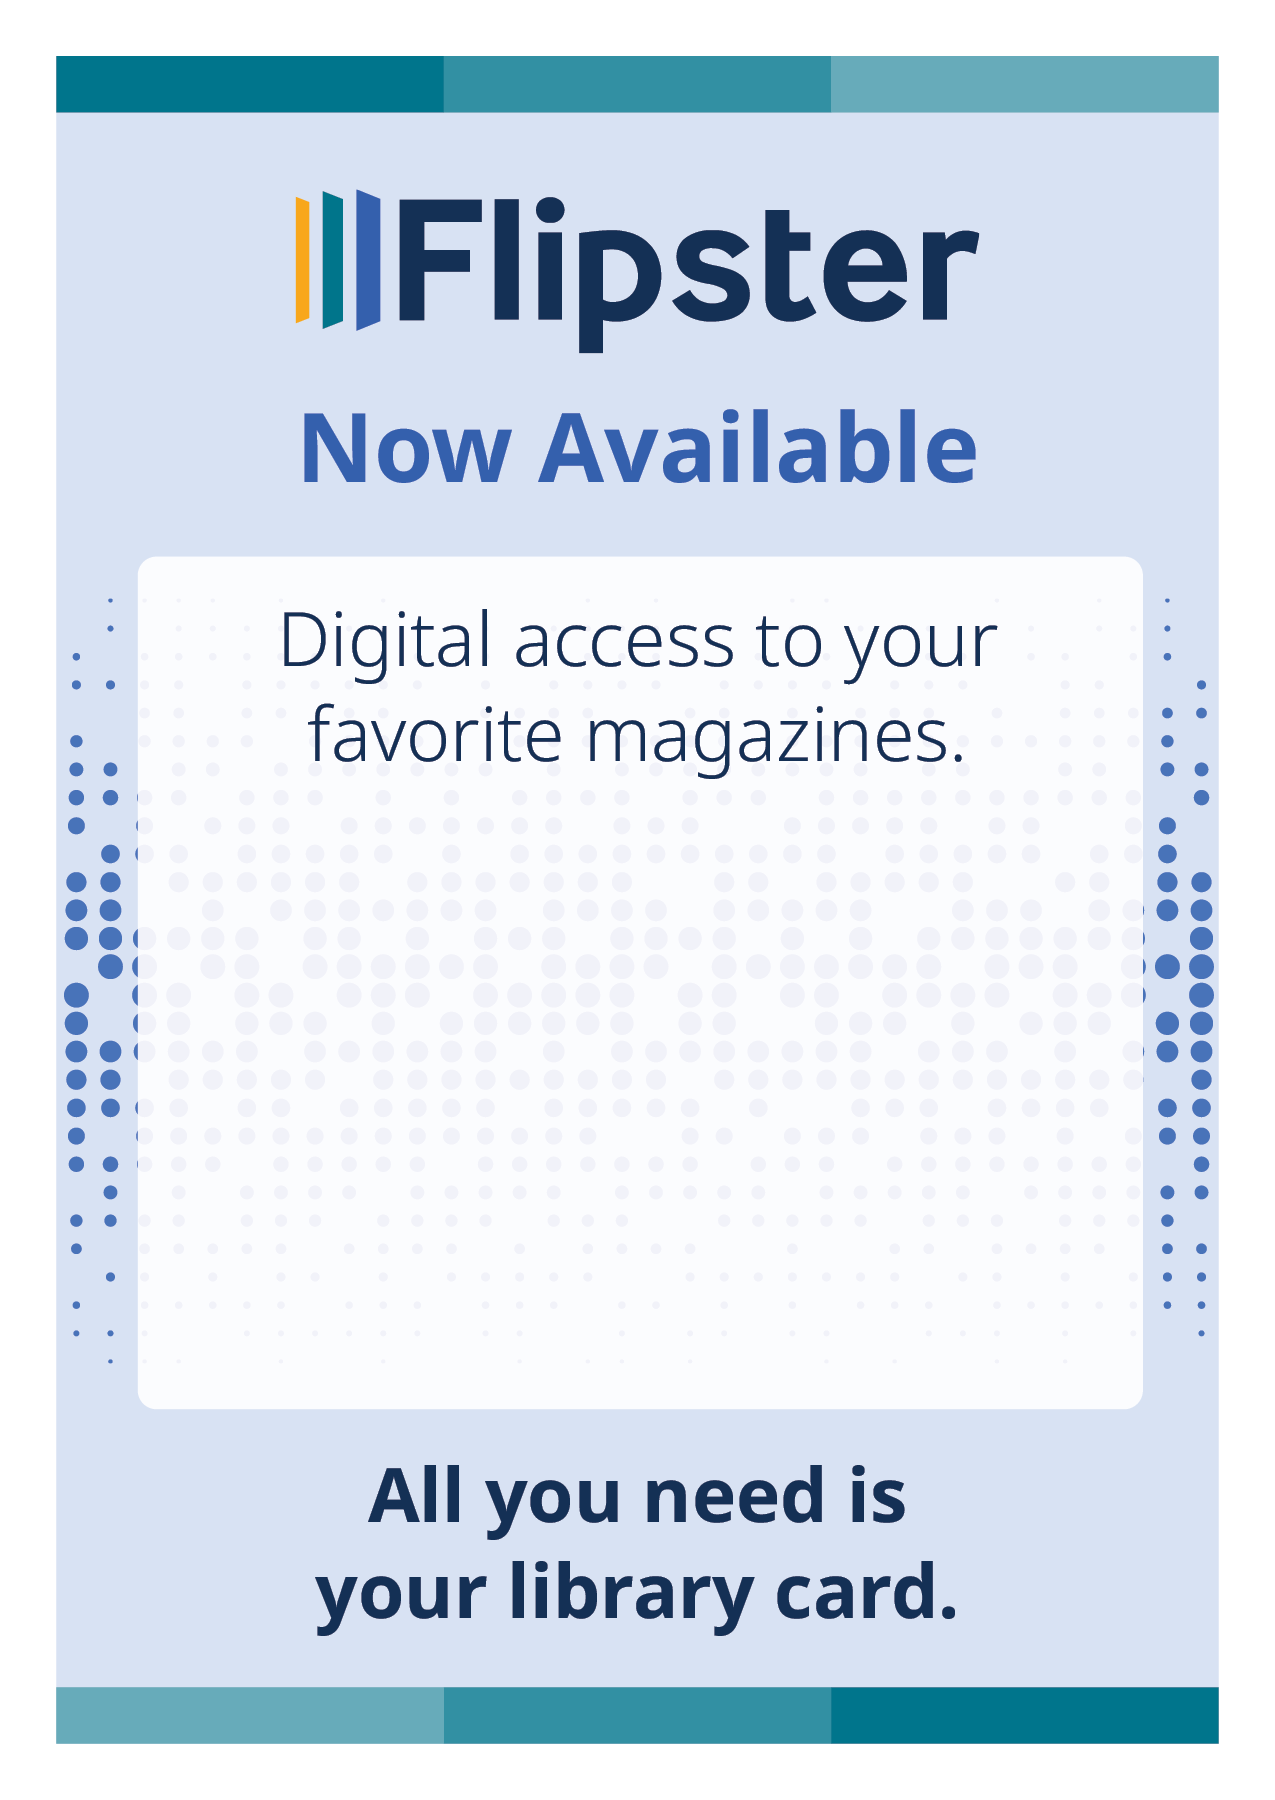 Flipster
Now Available
Digital access to your
favorite magazines.
All you need is
your library card.